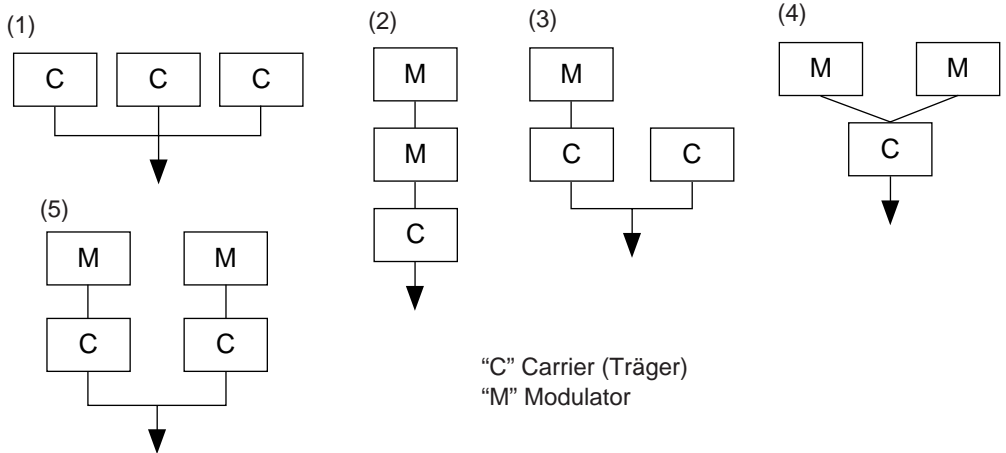 (1)
C C C
(2)
M
M
C
(3)
M
C C
(4)
M M
C
(5)
M M
C C
“C” Carrier (Träger)
“M” Modulator